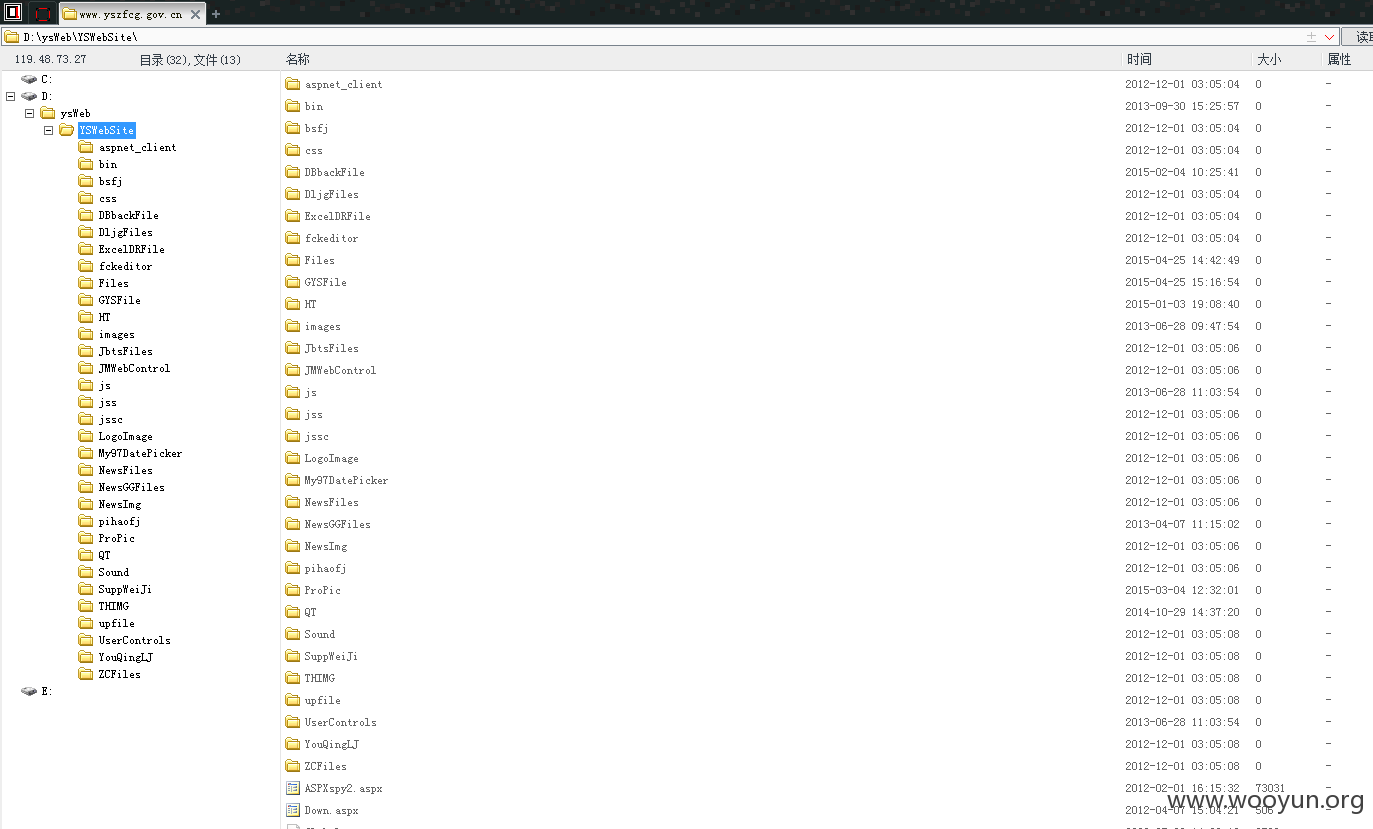 www.yszfcg.gov.cn
D:\ysWeb\YSWebSite\
119.48.73.27 目录(32),文件(13) 名称 时间 大小 属性
C:
D:
ysWeb
YSWebSite
aspnet_client
bin
bsfj
css
DBbackFile
DljgFiles
ExcelDRFile
fckeditor
Files
GYSFile
HT
images
JbtsFiles
JMWebControl
js
jss
jssc
LogoImage
My97DatePicker
NewsFiles
NewsGGFiles
NewsImg
pihaofj
ProPic
QT
Sound
SuppWeiJi
THIMG
upfile
UserControls
YouQingLJ
ZCFiles
E:
aspnet_client 2012-12-01 03:05:04 0 -
bin 2013-09-30 15:25:57 0 -
bsfj 2012-12-01 03:05:04 0 -
css 2012-12-01 03:05:04 0 -
DBbackFile 2015-02-04 10:25:41 0 -
DljgFiles 2012-12-01 03:05:04 0 -
ExcelDRFile 2012-12-01 03:05:04 0 -
fckeditor 2012-12-01 03:05:04 0 -
Files 2015-04-25 14:42:49 0 -
GYSFile 2015-04-25 15:16:54 0 -
HT 2015-01-03 19:08:40 0 -
images 2013-06-28 09:47:54 0 -
JbtsFiles 2012-12-01 03:05:06 0 -
JMWebControl 2012-12-01 03:05:06 0 -
js 2013-06-28 11:03:54 0 -
jss 2012-12-01 03:05:06 0 -
jssc 2012-12-01 03:05:06 0 -
LogoImage 2012-12-01 03:05:06 0 -
My97DatePicker 2012-12-01 03:05:06 0 -
NewsFiles 2012-12-01 03:05:06 0 -
NewsGGFiles 2013-04-07 11:15:02 0 -
NewsImg 2012-12-01 03:05:06 0 -
pihaofj 2012-12-01 03:05:06 0 -
ProPic 2015-03-04 12:32:01 0 -
QT 2014-10-29 14:37:20 0 -
Sound 2012-12-01 03:05:08 0 -
SuppWeiJi 2012-12-01 03:05:08 0 -
THIMG 2012-12-01 03:05:08 0 -
upfile 2012-12-01 03:05:08 0 -
UserControls 2013-06-28 11:03:54 0 -
YouQingLJ 2012-12-01 03:05:08 0 -
ZCFiles 2012-12-01 03:05:08 0 -
ASPXspy2.aspx 2012-02-01 16:15:32 73031 -
Down.aspx 2012-04-07 15:04:21 506 -
www.wooyun.org